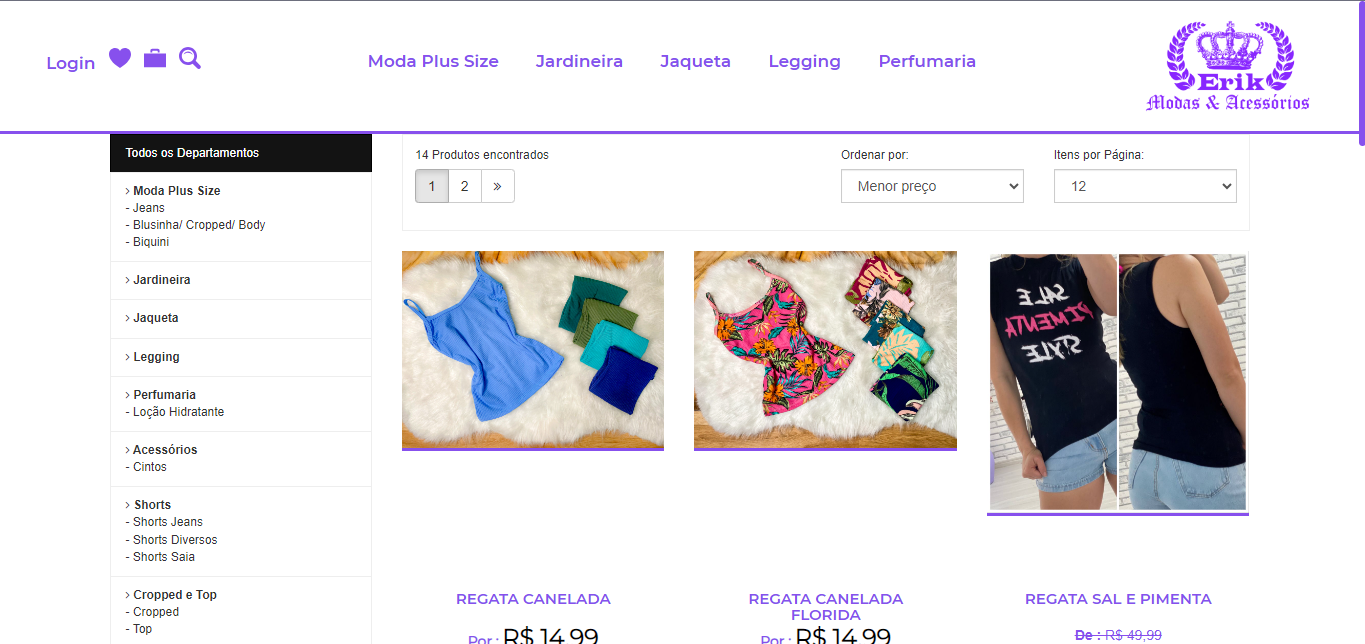 Login
Moda Plus Size
Jardineira
Jaqueta
Legging
Perfumaria
Erik
Modas & Acessórios
Todos os Departamentos
› Moda Plus Size
- Jeans
- Blusinha/ Cropped/ Body
- Biquini
› Jardineira
› Jaqueta
› Legging
› Perfumaria
- Loção Hidratante
› Acessórios
- Cintos
› Shorts
- Shorts Jeans
- Shorts Diversos
- Shorts Saia
› Cropped e Top
- Cropped
- Top
14 Produtos encontrados
1 2 »
Ordenar por:
Menor preço
Itens por Página:
12
SALE
PIMENTA
STYLE
REGATA CANELADA
Por : R$ 14,99
REGATA CANELADA
FLORIDA
Por : R$ 14,99
REGATA SAL E PIMENTA
De : R$ 49,99